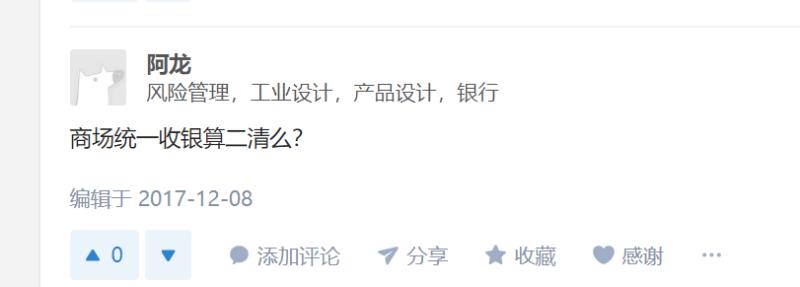 阿龙
风险管理，工业设计，产品设计，银行
商场统一收银算二清么？
编辑于 2017-12-08
0 添加评论 分享 收藏 感谢